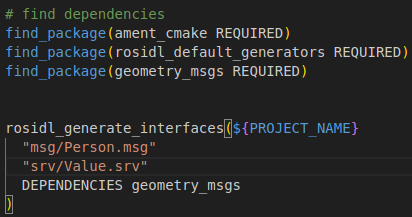 # find dependencies
find_package(ament_cmake REQUIRED)
find_package(rosidl_default_generators REQUIRED)
find_package(geometry_msgs REQUIRED)
rosidl_generate_interfaces(${PROJECT_NAME}
"msg/Person.msg"
"srv/Value.srv"
DEPENDENCIES geometry_msgs
)